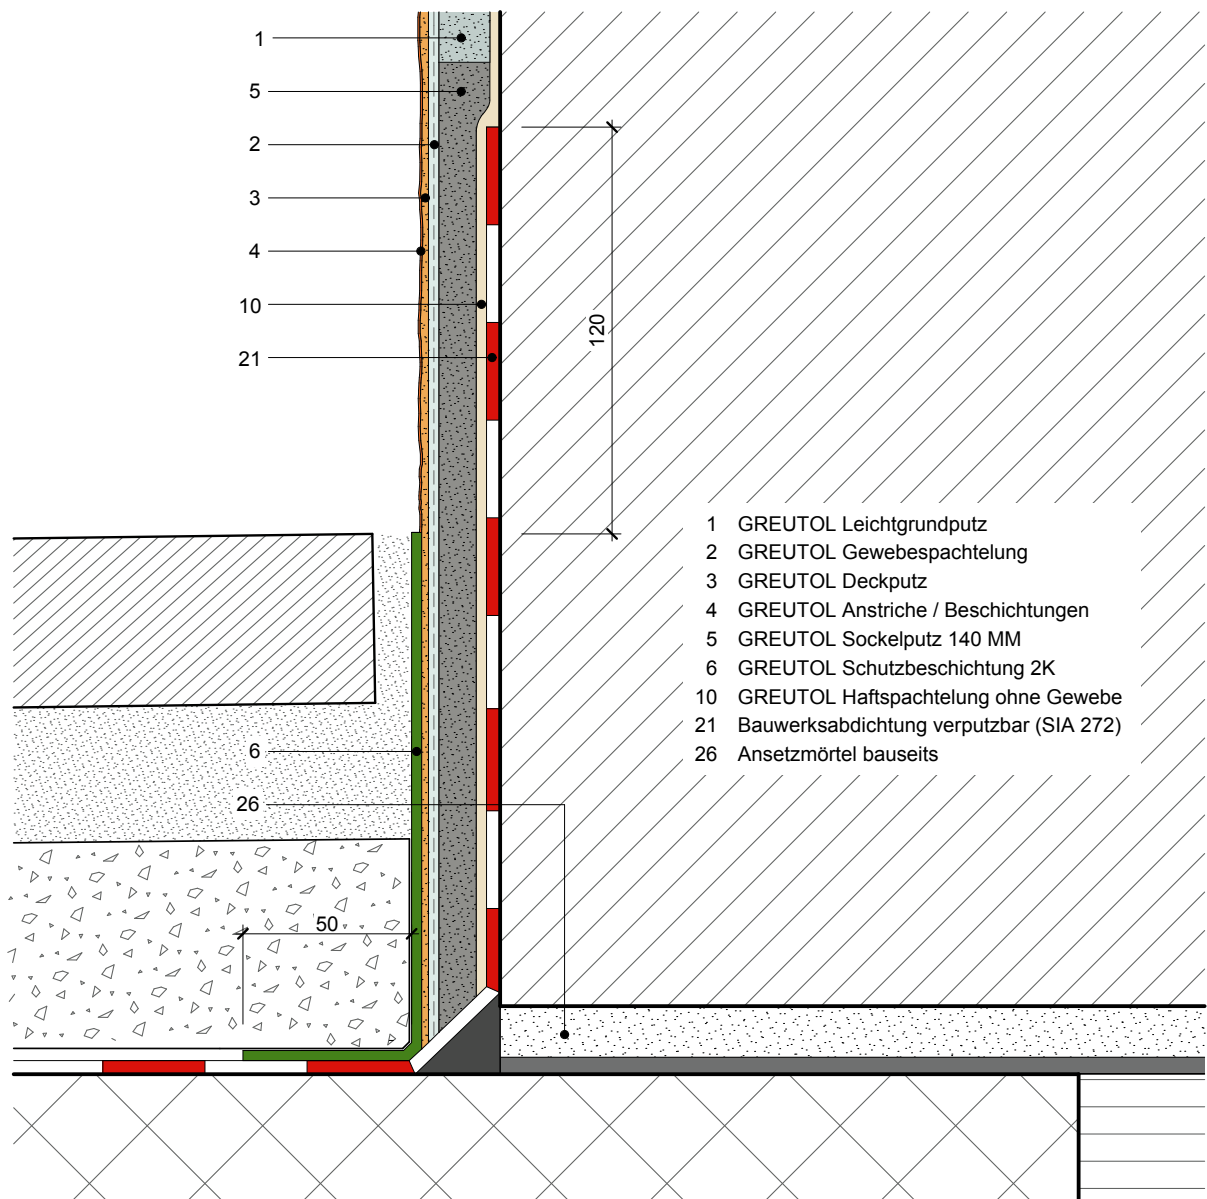 1
5
2
3
4
10
21
120
1 GREUTOL Leichtgrundputz
2 GREUTOL Gewebespachtelung
3 GREUTOL Deckputz
4 GREUTOL Anstriche / Beschichtungen
5 GREUTOL Sockelputz 140 MM
6 GREUTOL Schutzbeschichtung 2K
10 GREUTOL Haftspachtelung ohne Gewebe
21 Bauwerksabdichtung verputzbar (SIA 272)
26 Ansetzmörtel bauseits
6
26
50